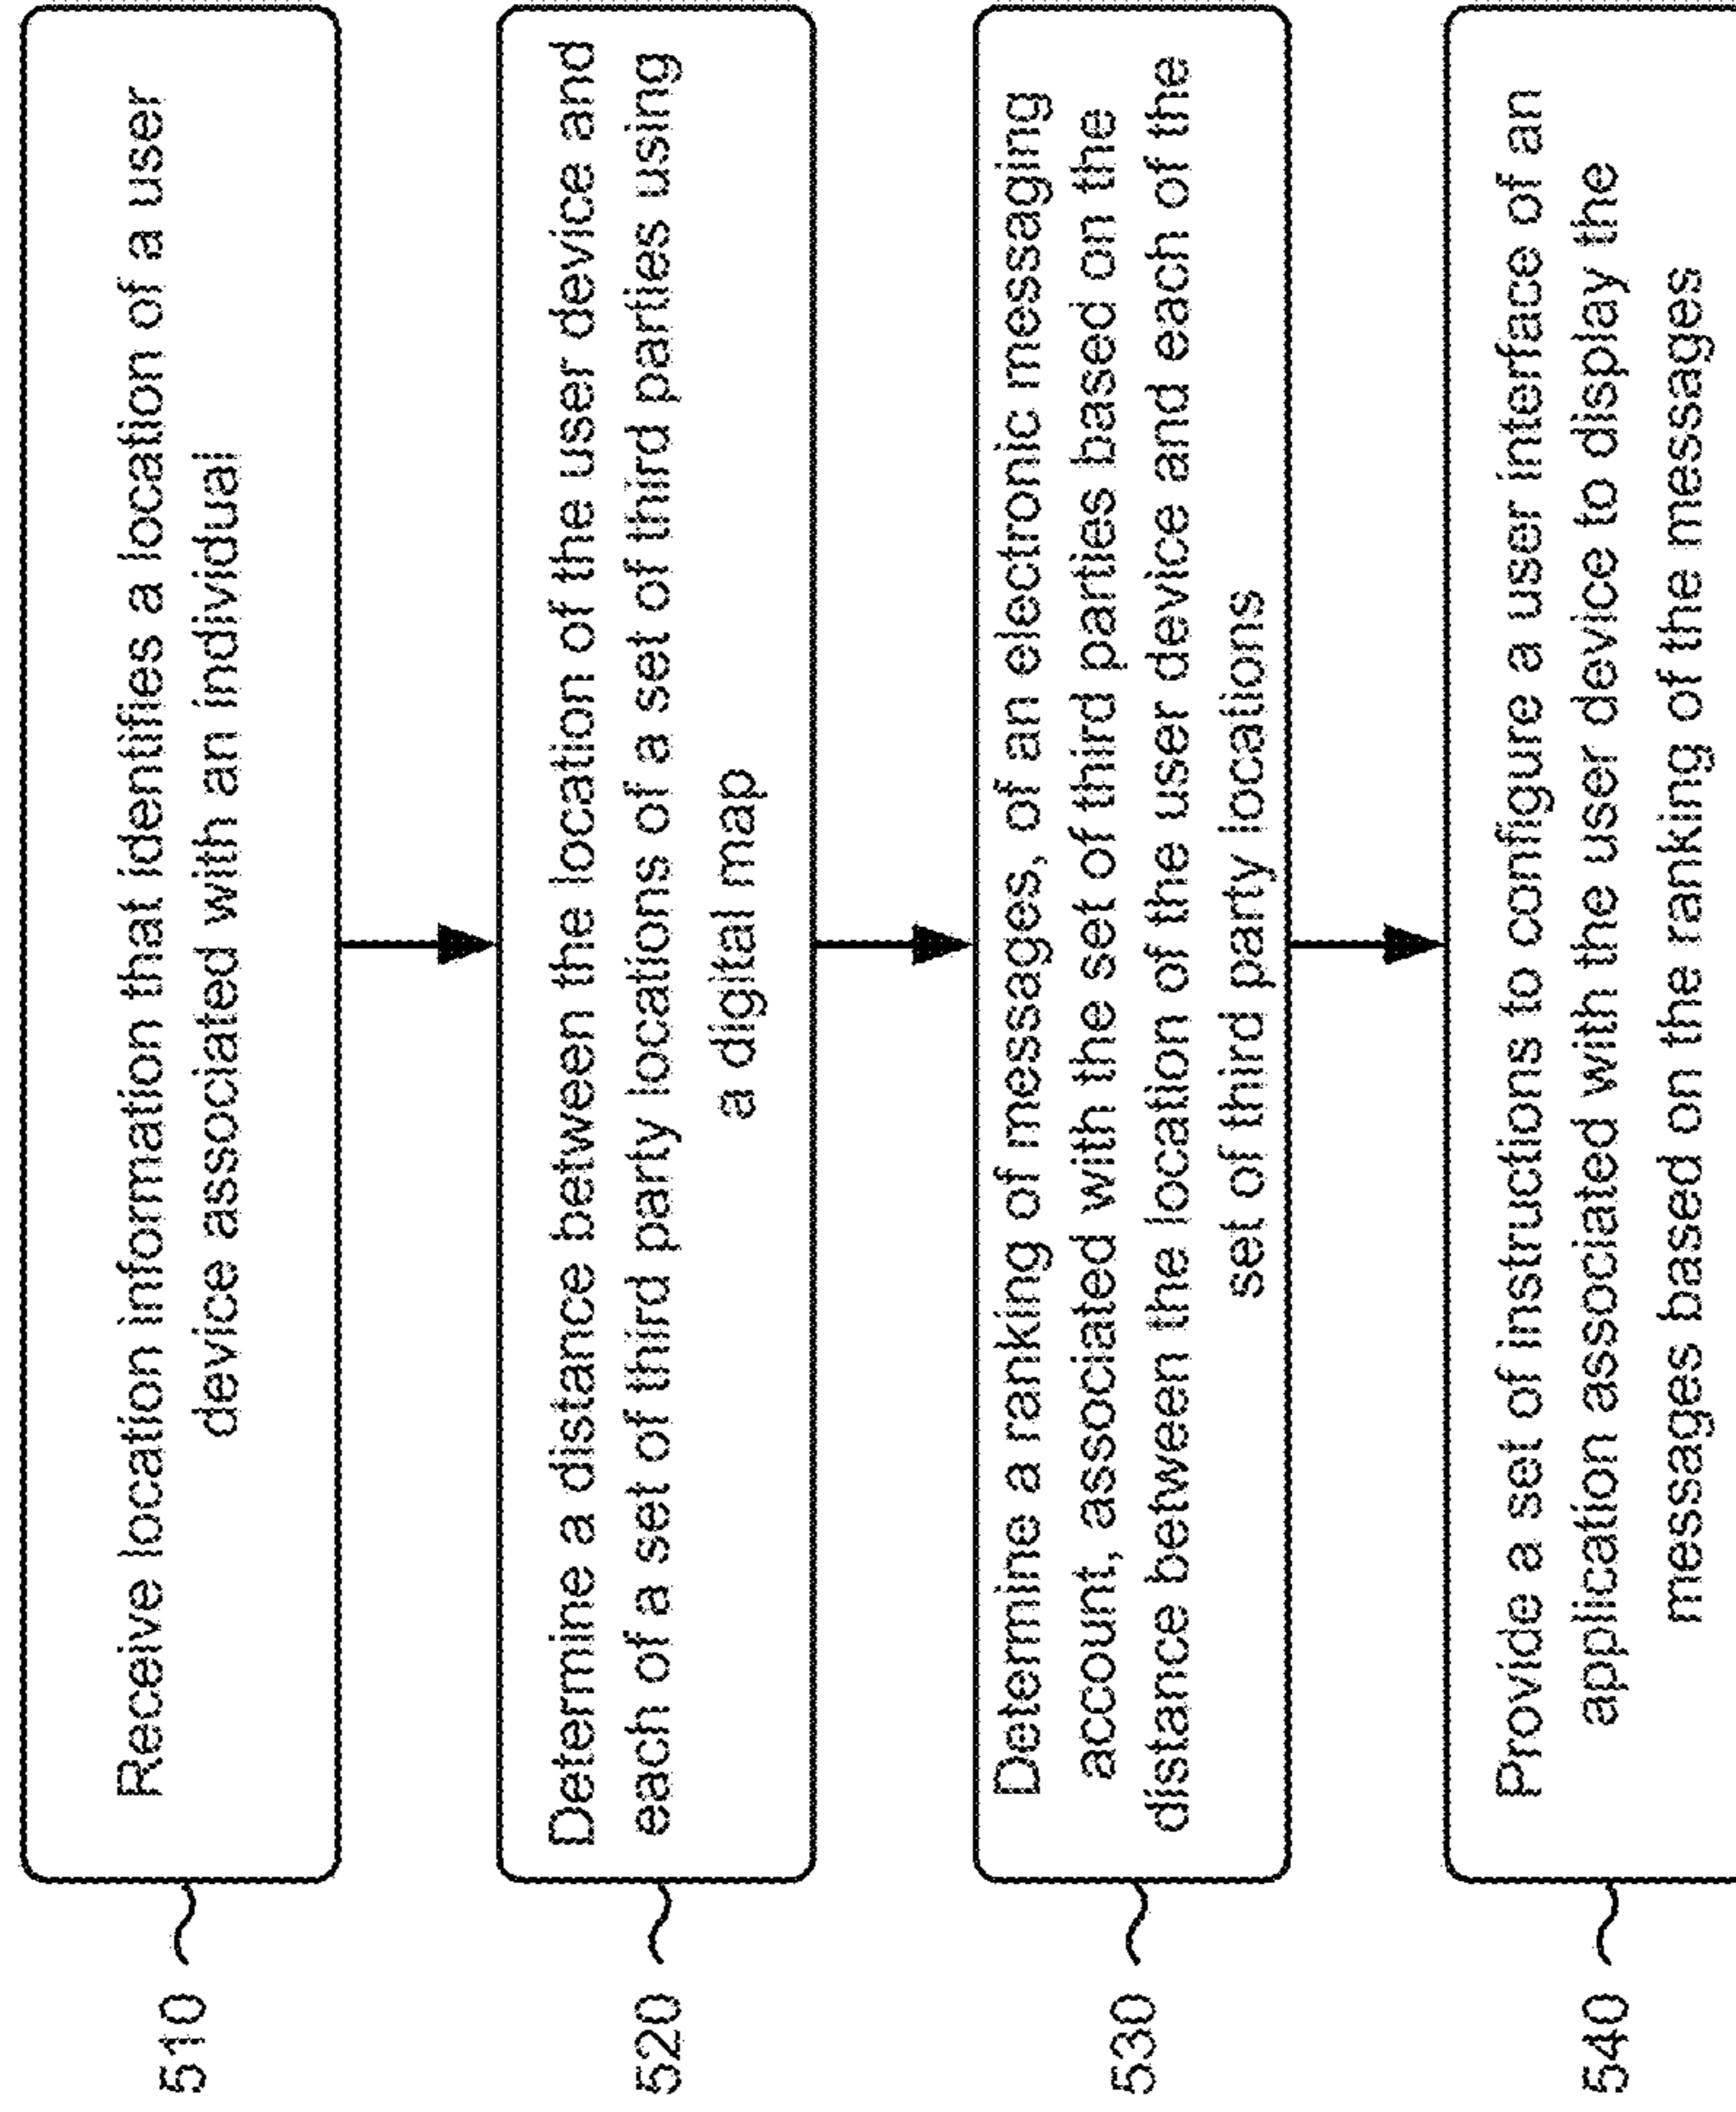 510
Receive location information that identifies a location of a user
device associated with an individual
520
Determine a distance between the location of the user device and
each of a set of third party locations of a set of third parties using
a digital map
530
Determine a ranking of messages, of an electronic messaging
account, associated with the set of third parties based on the
distance between the location of the user device and each of the
set of third party locations
540
Provide a set of instructions to configure a user interface of an
application associated with the user device to display the
messages based on the ranking of the messages